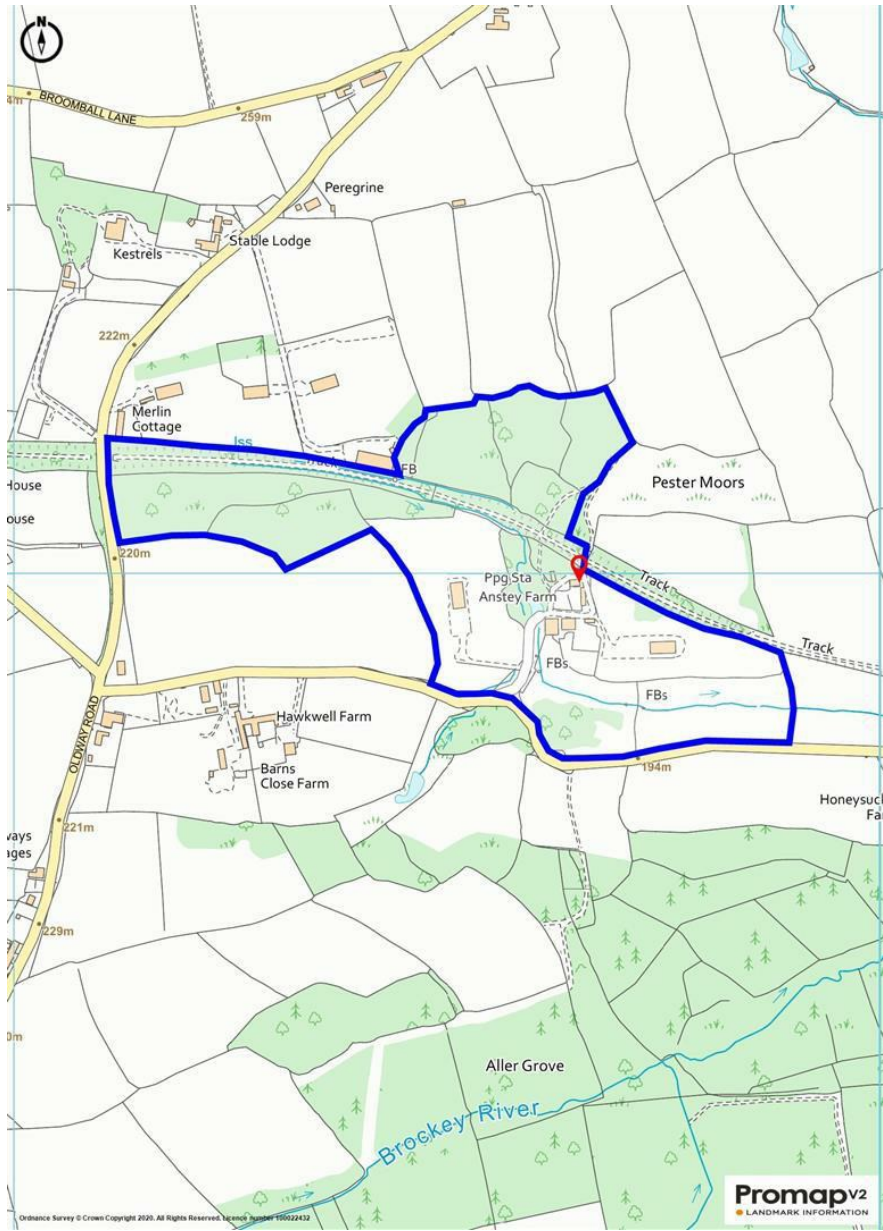 N
BROOMBALL LANE
259m
Peregrine
Stable Lodge
Kestrels
222m
Merlin
Cottage
Iss
Track
FB
House
Pester Moors
ouse
220m
Ppg Sta
Anstey Farm
Track
Track
FBs
FBs
OLDWAY ROAD
Hawkwell Farm
Barns
Close Farm
194m
Honeysuc
Fa
221m
ways
ages
229m
0m
Aller Grove
Brockey River
Promap V2
LANDMARK INFORMATION
Ordnance Survey © Crown Copyright 2020. All Rights Reserved. Licence number 100022432